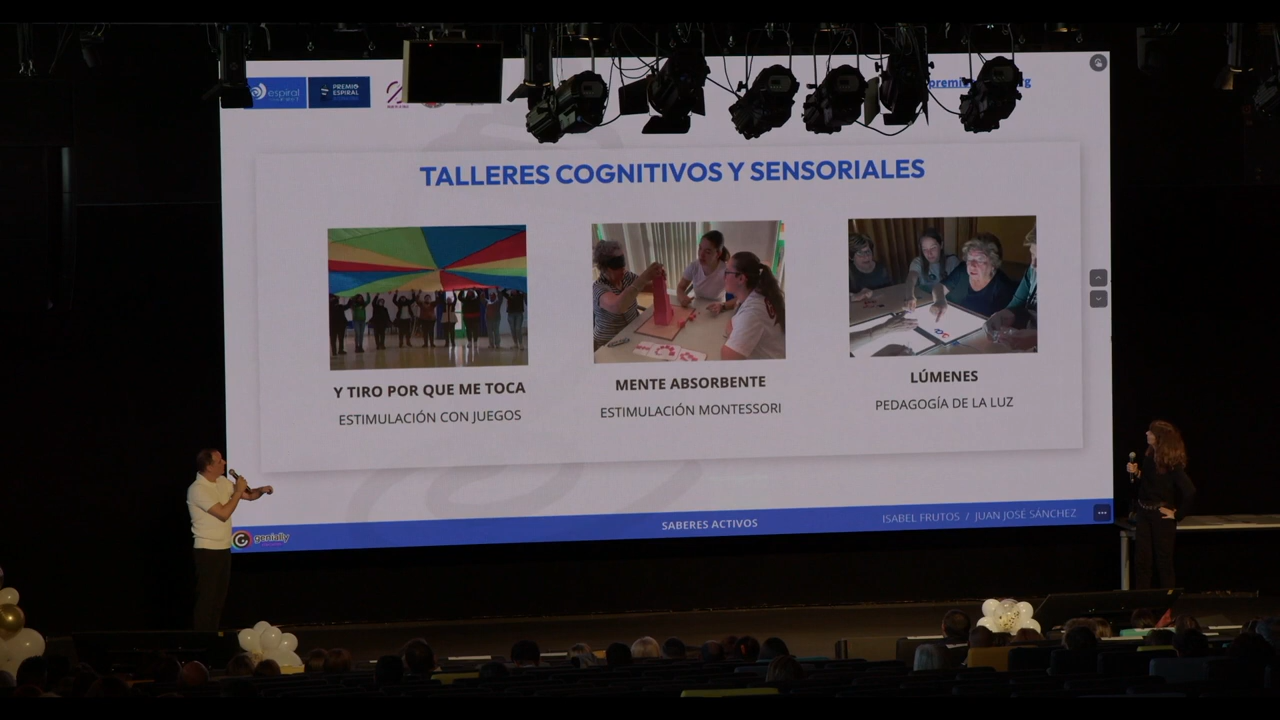 espiral
PREMIO
ESPIRAL
premi
TALLERES COGNITIVOS Y SENSORIALES
Y TIRO POR QUE ME TOCA
ESTIMULACIÓN CON JUEGOS
MENTE ABSORBENTE
ESTIMULACIÓN MONTESSORI
LÚMENES
PEDAGOGÍA DE LA LUZ
SABERES ACTIVOS
ISABEL FRUTOS / JUAN JOSÉ SÁNCHEZ
genially